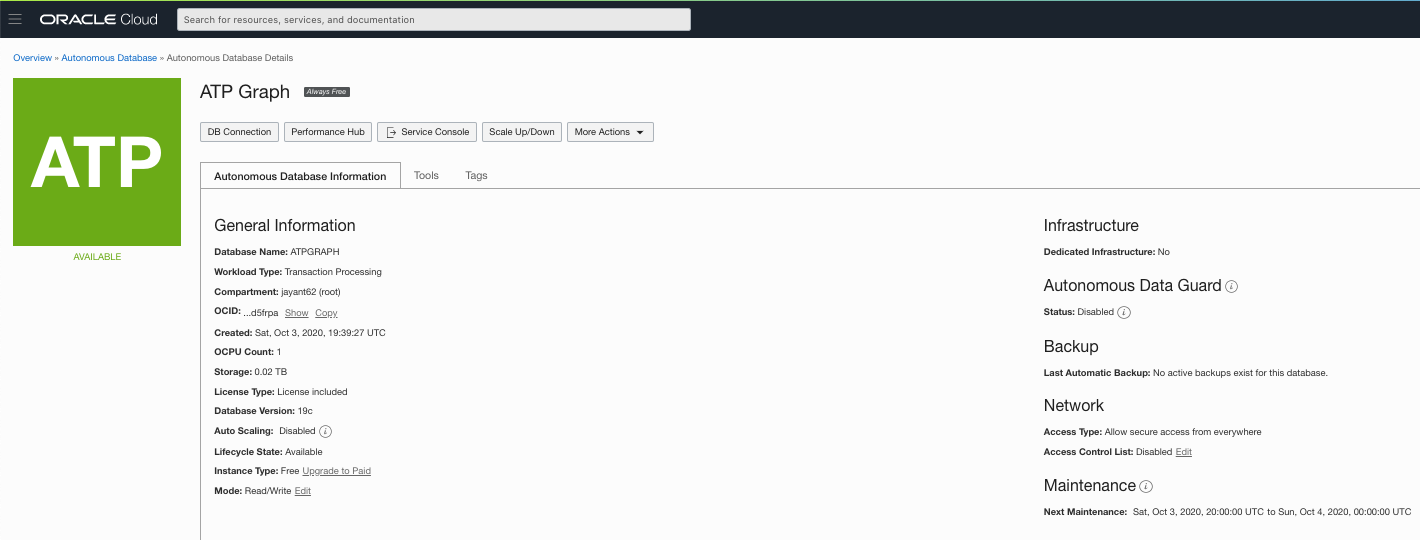 ORACLE Cloud
Search for resources, services, and documentation
Overview » Autonomous Database » Autonomous Database Details
ATP
AVAILABLE
ATP Graph Always Free
DB Connection Performance Hub Service Console Scale Up/Down More Actions
Autonomous Database Information Tools Tags
General Information
Database Name: ATPGRAPH
Workload Type: Transaction Processing
Compartment: jayant62 (root)
OCID: ...d5frpa Show Copy
Created: Sat, Oct 3, 2020, 19:39:27 UTC
OCPU Count: 1
Storage: 0.02 TB
License Type: License included
Database Version: 19c
Auto Scaling: Disabled i
Lifecycle State: Available
Instance Type: Free Upgrade to Paid
Mode: Read/Write Edit
Infrastructure
Dedicated Infrastructure: No
Autonomous Data Guard i
Status: Disabled i
Backup
Last Automatic Backup: No active backups exist for this database.
Network
Access Type: Allow secure access from everywhere
Access Control List: Disabled Edit
Maintenance i
Next Maintenance: Sat, Oct 3, 2020, 20:00:00 UTC to Sun, Oct 4, 2020, 00:00:00 UTC